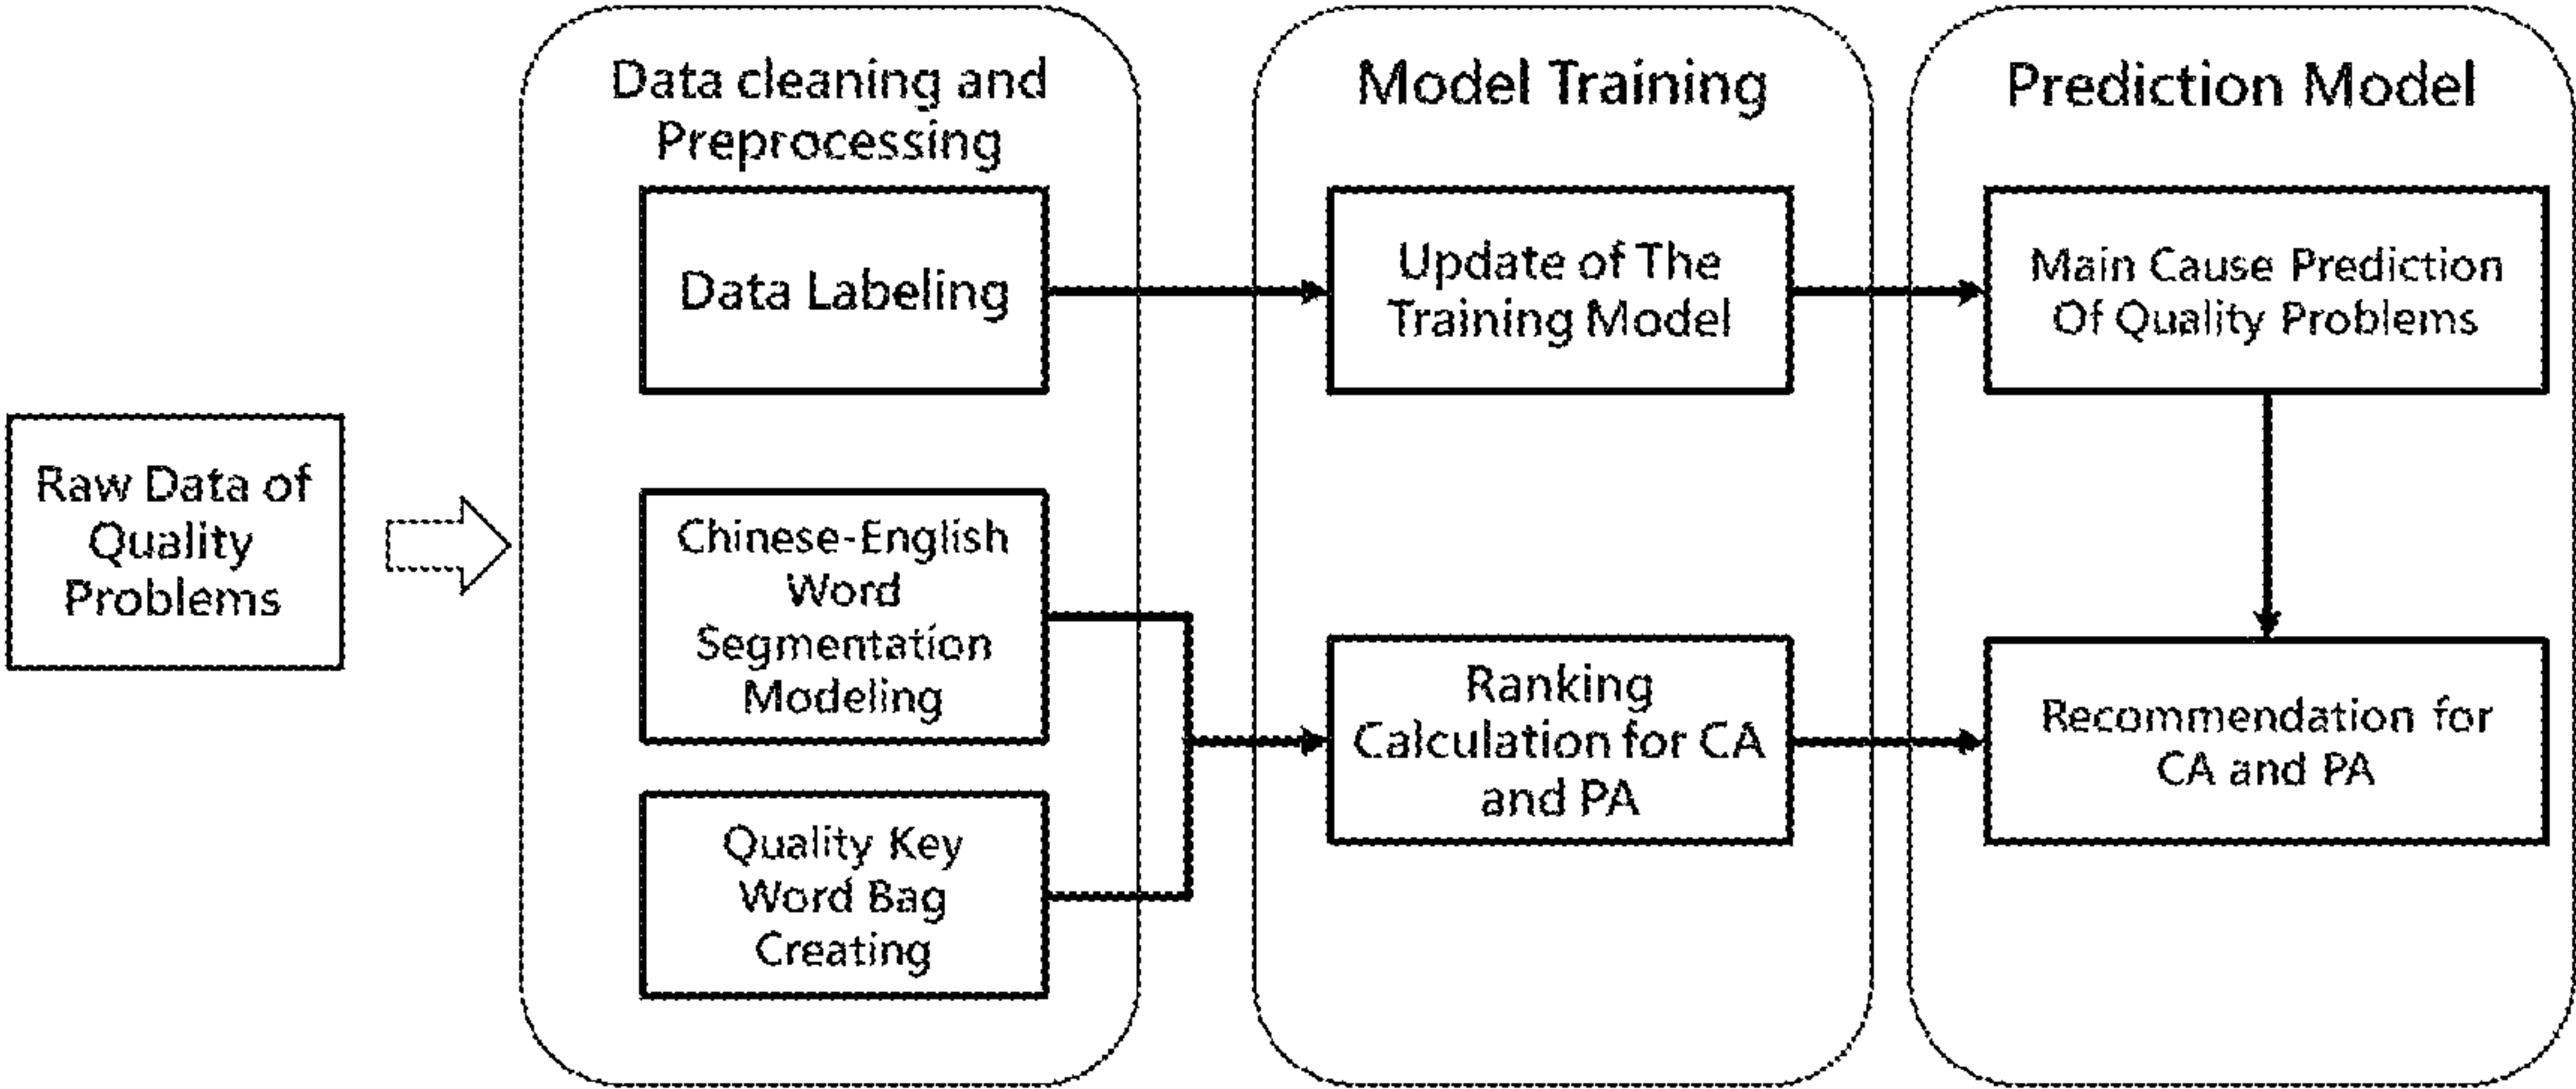 Raw Data of
Quality
Problems
Data cleaning and
Preprocessing
Data Labeling
Chinese-English
Word
Segmentation
Modeling
Quality Key
Word Bag
Creating
Model Training
Update of The
Training Model
Ranking
Calculation for CA
and PA
Prediction Model
Main Cause Prediction
Of Quality Problems
Recommendation for
CA and PA